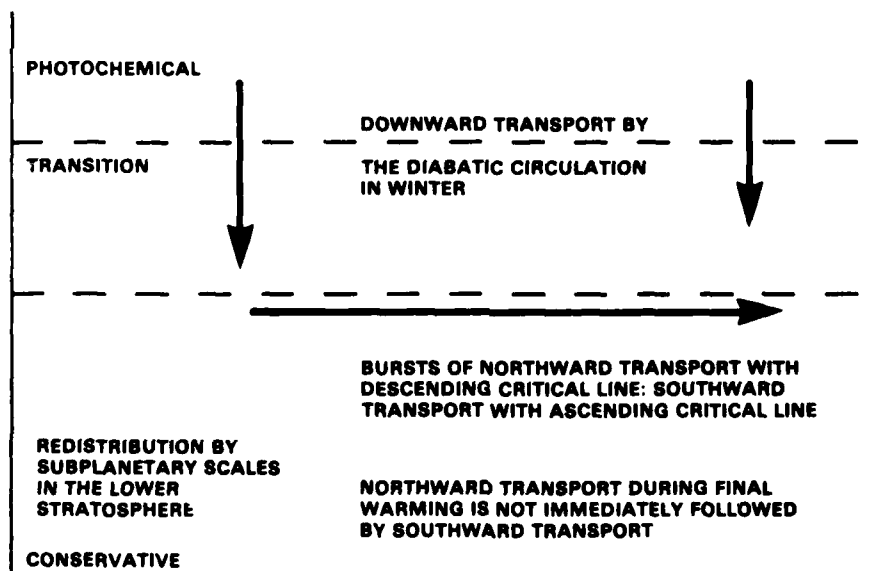 PHOTOCHEMICAL
DOWNWARD TRANSPORT BY
TRANSITION
THE DIABATIC CIRCULATION
IN WINTER
BURSTS OF NORTHWARD TRANSPORT WITH
DESCENDING CRITICAL LINE: SOUTHWARD
TRANSPORT WITH ASCENDING CRITICAL LINE
REDISTRIBUTION BY
SUBPLANETARY SCALES
IN THE LOWER
STRATOSPHERE
NORTHWARD TRANSPORT DURING FINAL
WARMING IS NOT IMMEDIATELY FOLLOWED
BY SOUTHWARD TRANSPORT
CONSERVATIVE